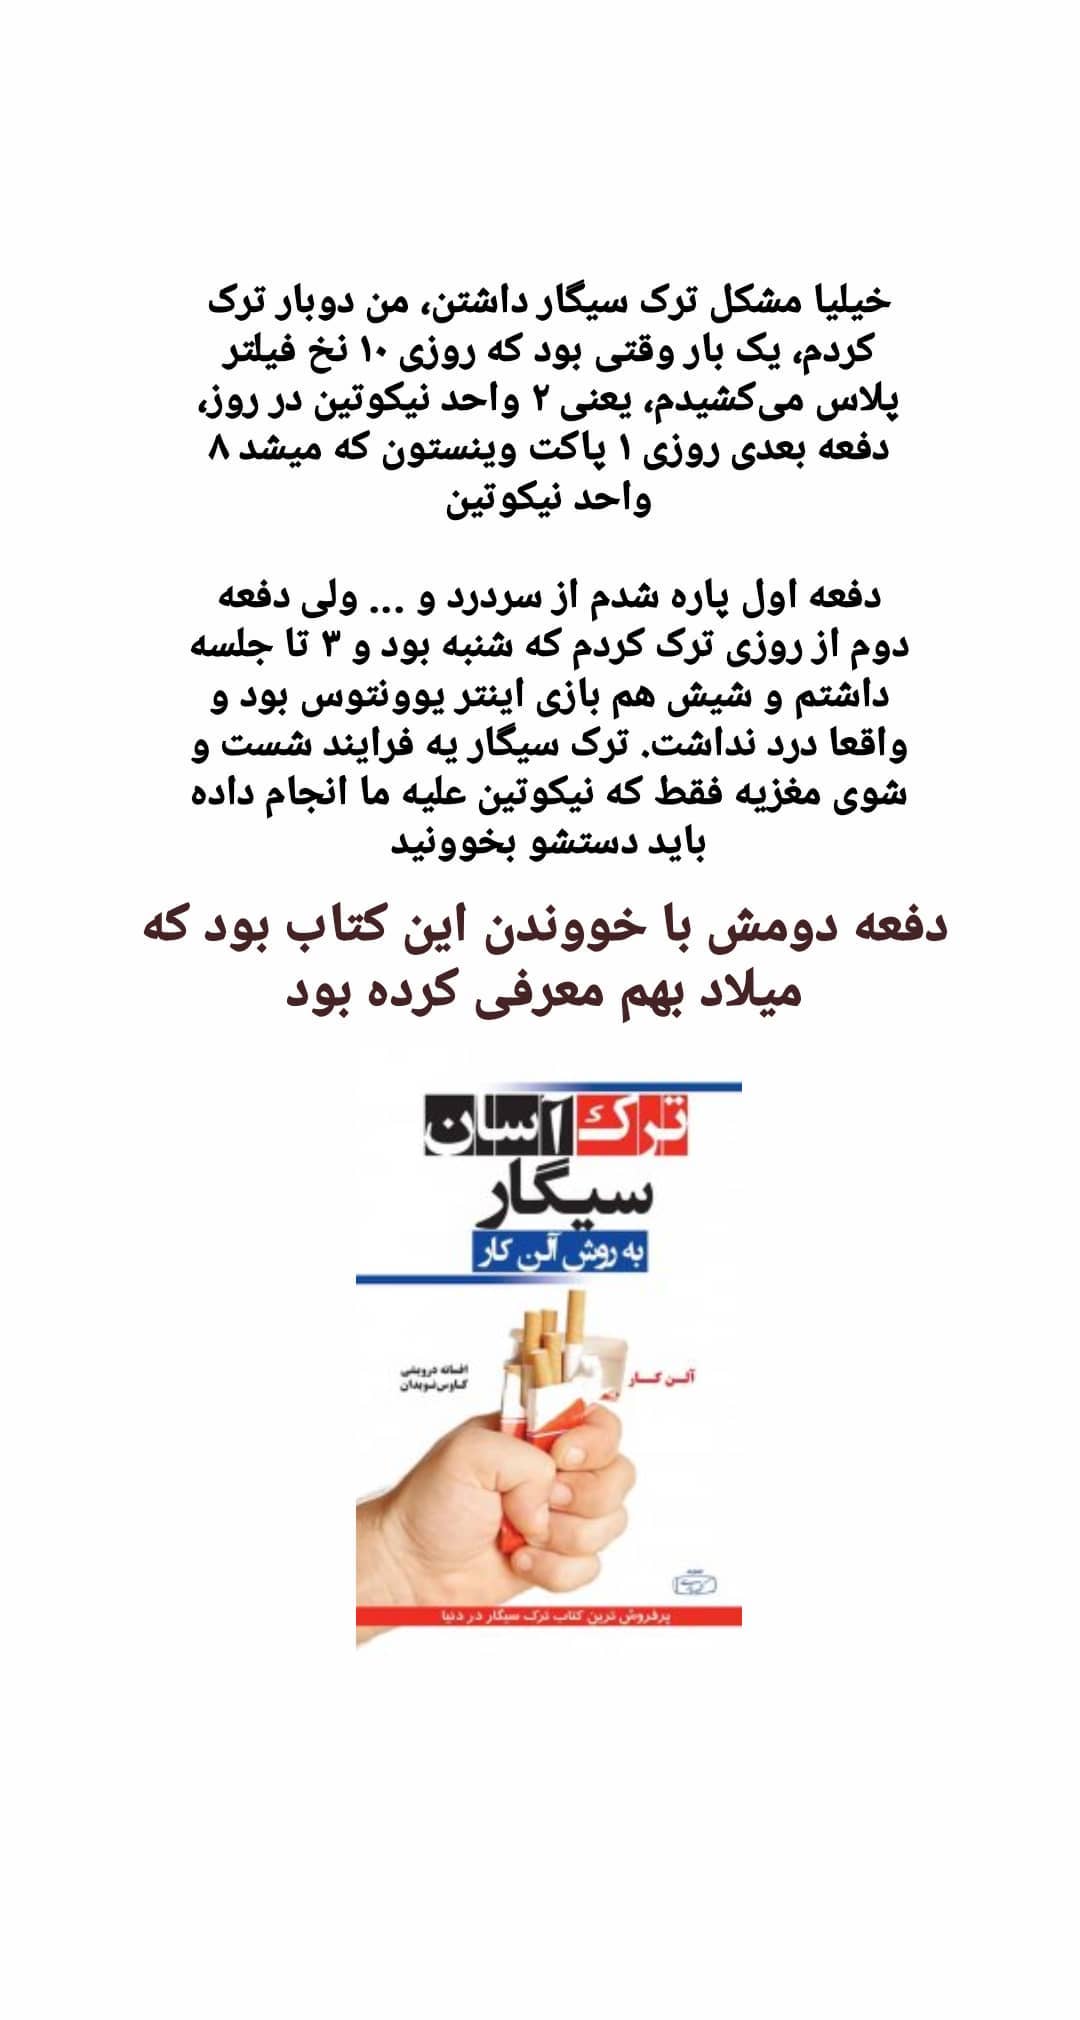 خیلیا مشکل ترک سیگار داشتن، من دوبار ترک
کردم، یک بار وقتی بود که روزی ۱۰ نخ فیلتر
پلاس می‌کشیدم، یعنی ۲ واحد نیکوتین در روز،
دفعه بعدی روزی ۱ پاکت وینستون که میشد ۸
واحد نیکوتین
دفعه اول پاره شدم از سردرد و ... ولی دفعه
دوم از روزی ترک کردم که شنبه بود و ۳ تا جلسه
داشتم و شیش هم بازی اینتر یوونتوس بود و
واقعا درد نداشت. ترک سیگار یه فرایند شست و
شوی مغزیه فقط که نیکوتین علیه ما انجام داده
باید دستشو بخوونید
دفعه دومش با خووندن این کتاب بود که
میلاد بهم معرفی کرده بود
ترک آسان
سیگار
به روش آلن کار
آلن کار
افسانه درویشی
کاوس نویدان
پرفروش ترین کتاب ترک سیگار در دنیا